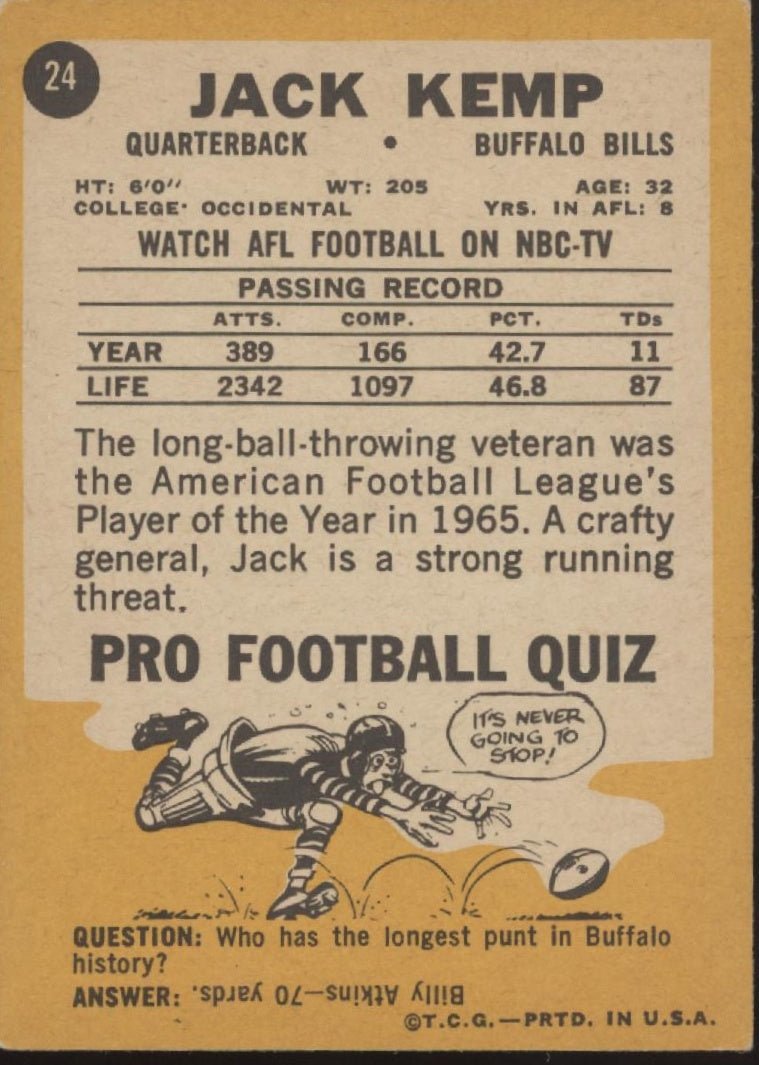 24
JACK KEMP
QUARTERBACK • BUFFALO BILLS
HT: 6'0" WT: 205 AGE: 32
COLLEGE· OCCIDENTAL YRS. IN AFL: 8
WATCH AFL FOOTBALL ON NBC-TV
PASSING RECORD
ATTS. COMP. PCT. TDs
YEAR 389 166 42.7 11
LIFE 2342 1097 46.8 87
The long-ball-throwing veteran was
the American Football League's
Player of the Year in 1965. A crafty
general, Jack is a strong running
threat.
PRO FOOTBALL QUIZ
IT'S NEVER
GOING TO
STOP!
QUESTION: Who has the longest punt in Buffalo
history?
ANSWER: Billy Atkins—70 yards.
©T.C.G.—PRTD. IN U.S.A.